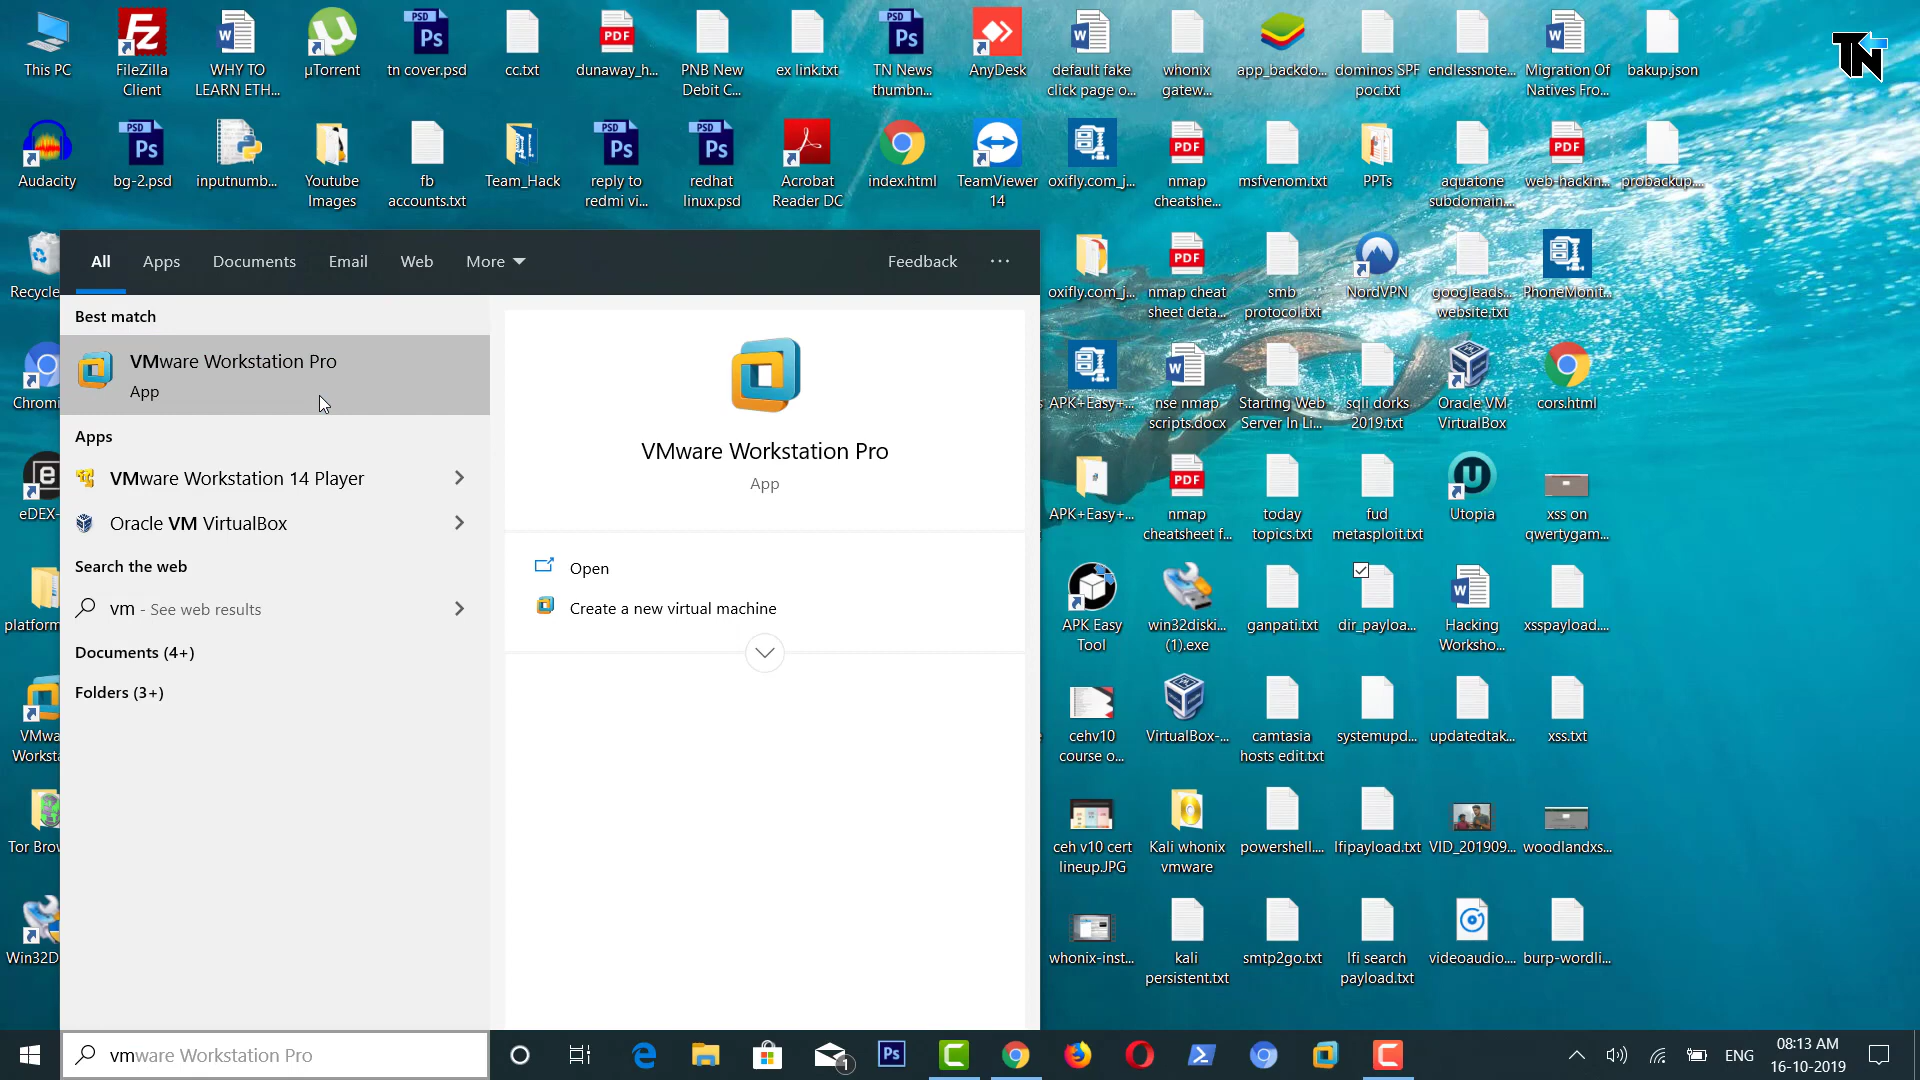 This PC
FileZilla
Client
WHY TO
LEARN ETH...
µTorrent
tn cover.psd
cc.txt
dunaway_h...
PNB New
Debit C...
ex link.txt
TN News
thumbn...
AnyDesk
default fake
click page o...
whonix
gatew...
app_backdo...
dominos SPF
poc.txt
endlessnote...
Migration Of
Natives Fro...
bakup.json
TN
Audacity
bg-2.psd
inputnumb...
Youtube
Images
fb
accounts.txt
Team_Hack
reply to
redmi vi...
redhat
linux.psd
Acrobat
Reader DC
index.html
TeamViewer
14
oxifly.com_j...
nmap
cheatshe...
msfvenom.txt
PPTs
aquatone
subdomain....
web-hackin...
probackup....
All
Apps
Documents
Email
Web
More
Feedback
Best match
VMware Workstation Pro
App
Apps
VMware Workstation 14 Player
Oracle VM VirtualBox
Search the web
vm - See web results
Documents (4+)
Folders (3+)
VMware Workstation Pro
App
Open
Create a new virtual machine
Recycle
Chromi
eDEX-
platform
VMwa
Worksta
Tor Brow
Win32D
oxifly.com_j...
nmap cheat
sheet deta...
smb
protocol.txt
NordVPN
googleads...
website.txt
PhoneMonit...
APK+Easy+...
nse nmap
scripts.docx
Starting Web
Server In Li...
sqli dorks
2019.txt
Oracle VM
VirtualBox
cors.html
APK+Easy+...
nmap
cheatsheet f...
today
topics.txt
fud
metasploit.txt
Utopia
xss on
qwertygam...
APK Easy
Tool
win32diski...
(1).exe
ganpati.txt
dir_payloa...
Hacking
Worksho...
xsspayload....
cehv10
course o...
VirtualBox-...
camtasia
hosts edit.txt
systemupd...
updatedtak...
xss.txt
ceh v10 cert
lineup.JPG
Kali whonix
vmware
powershell....
lfipayload.txt
VID_201909...
woodlandxs...
whonix-inst...
kali
persistent.txt
smtp2go.txt
lfi search
payload.txt
videoaudio....
burp-wordli...
vmware Workstation Pro
1
ENG
08:13 AM
16-10-2019